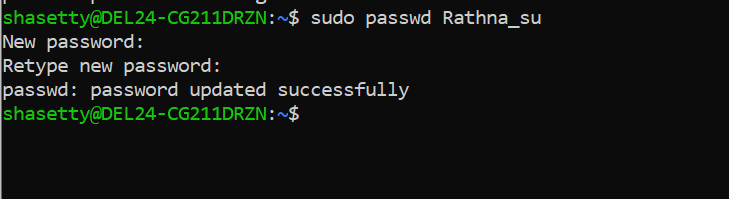 shasetty@DEL24-CG211DRZN:~$ sudo passwd Rathna_su
New password:
Retype new password:
passwd: password updated successfully
shasetty@DEL24-CG211DRZN:~$